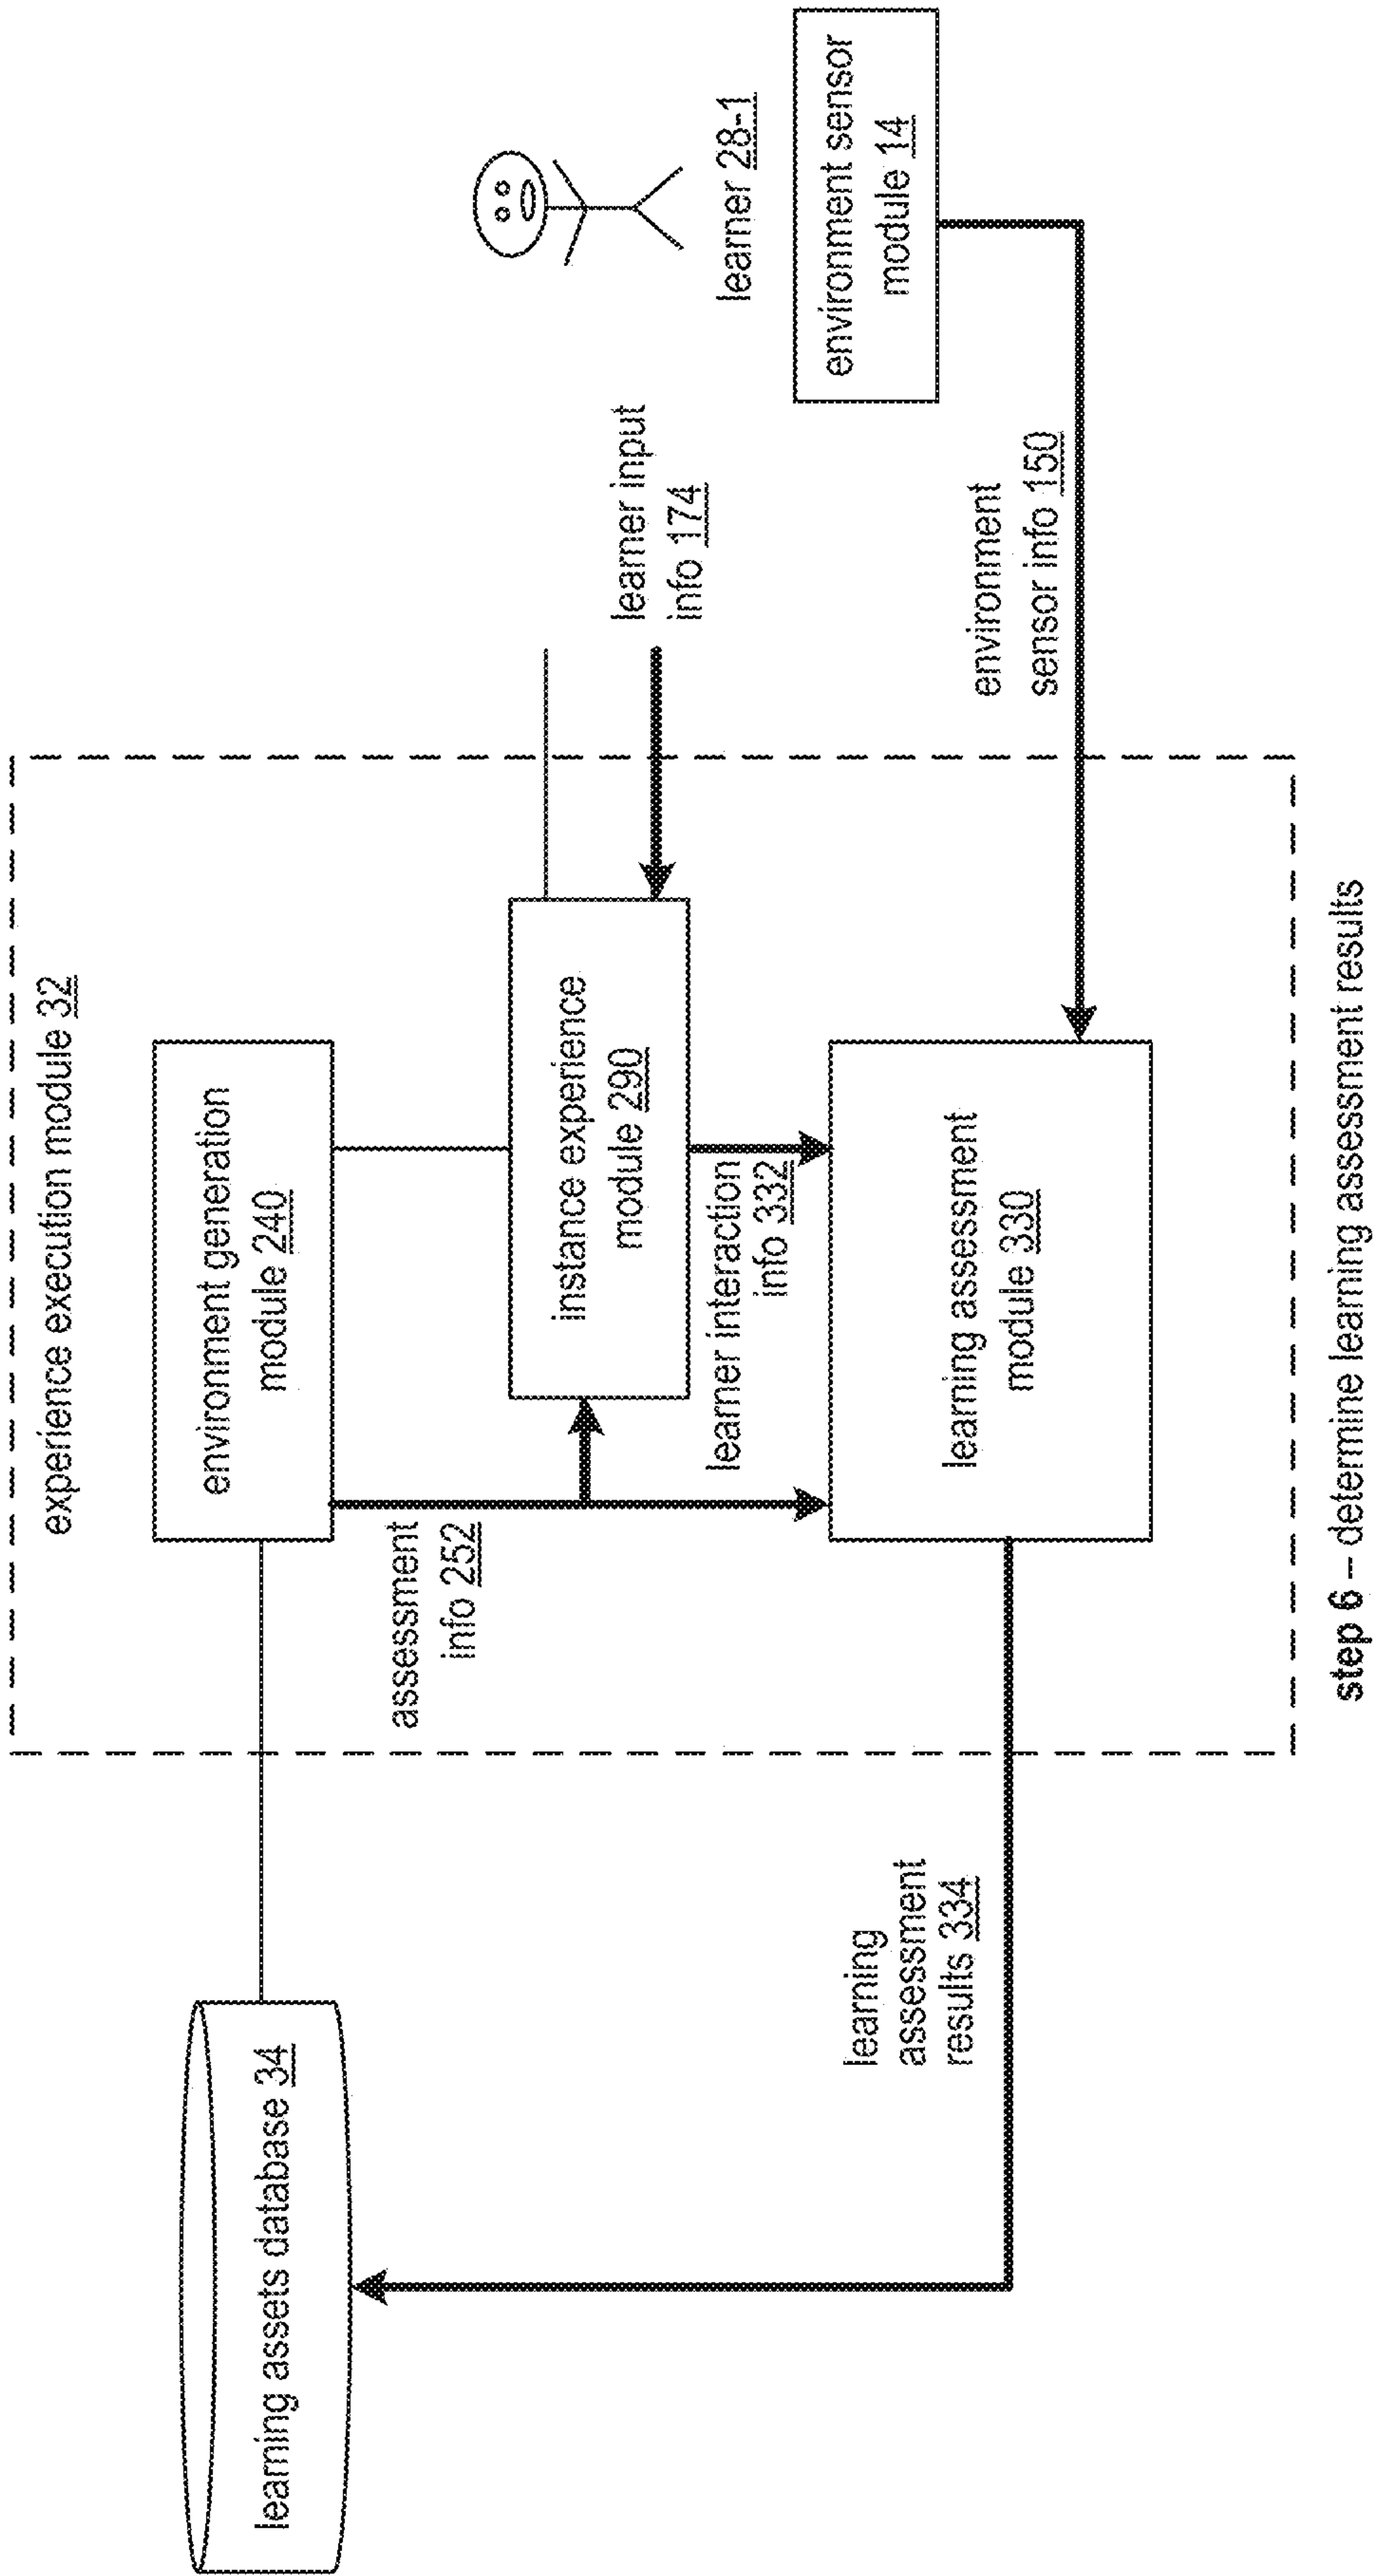 experience execution module 32
learning assets database 34
environment generation
module 240
assessment
info 252
instance experience
module 290
learner input
info 174
learner 28-1
learner interaction
info 332
environment sensor
module 14
learning assessment
module 330
environment
sensor info 150
learning
assessment
results 334
step 6 – determine learning assessment results